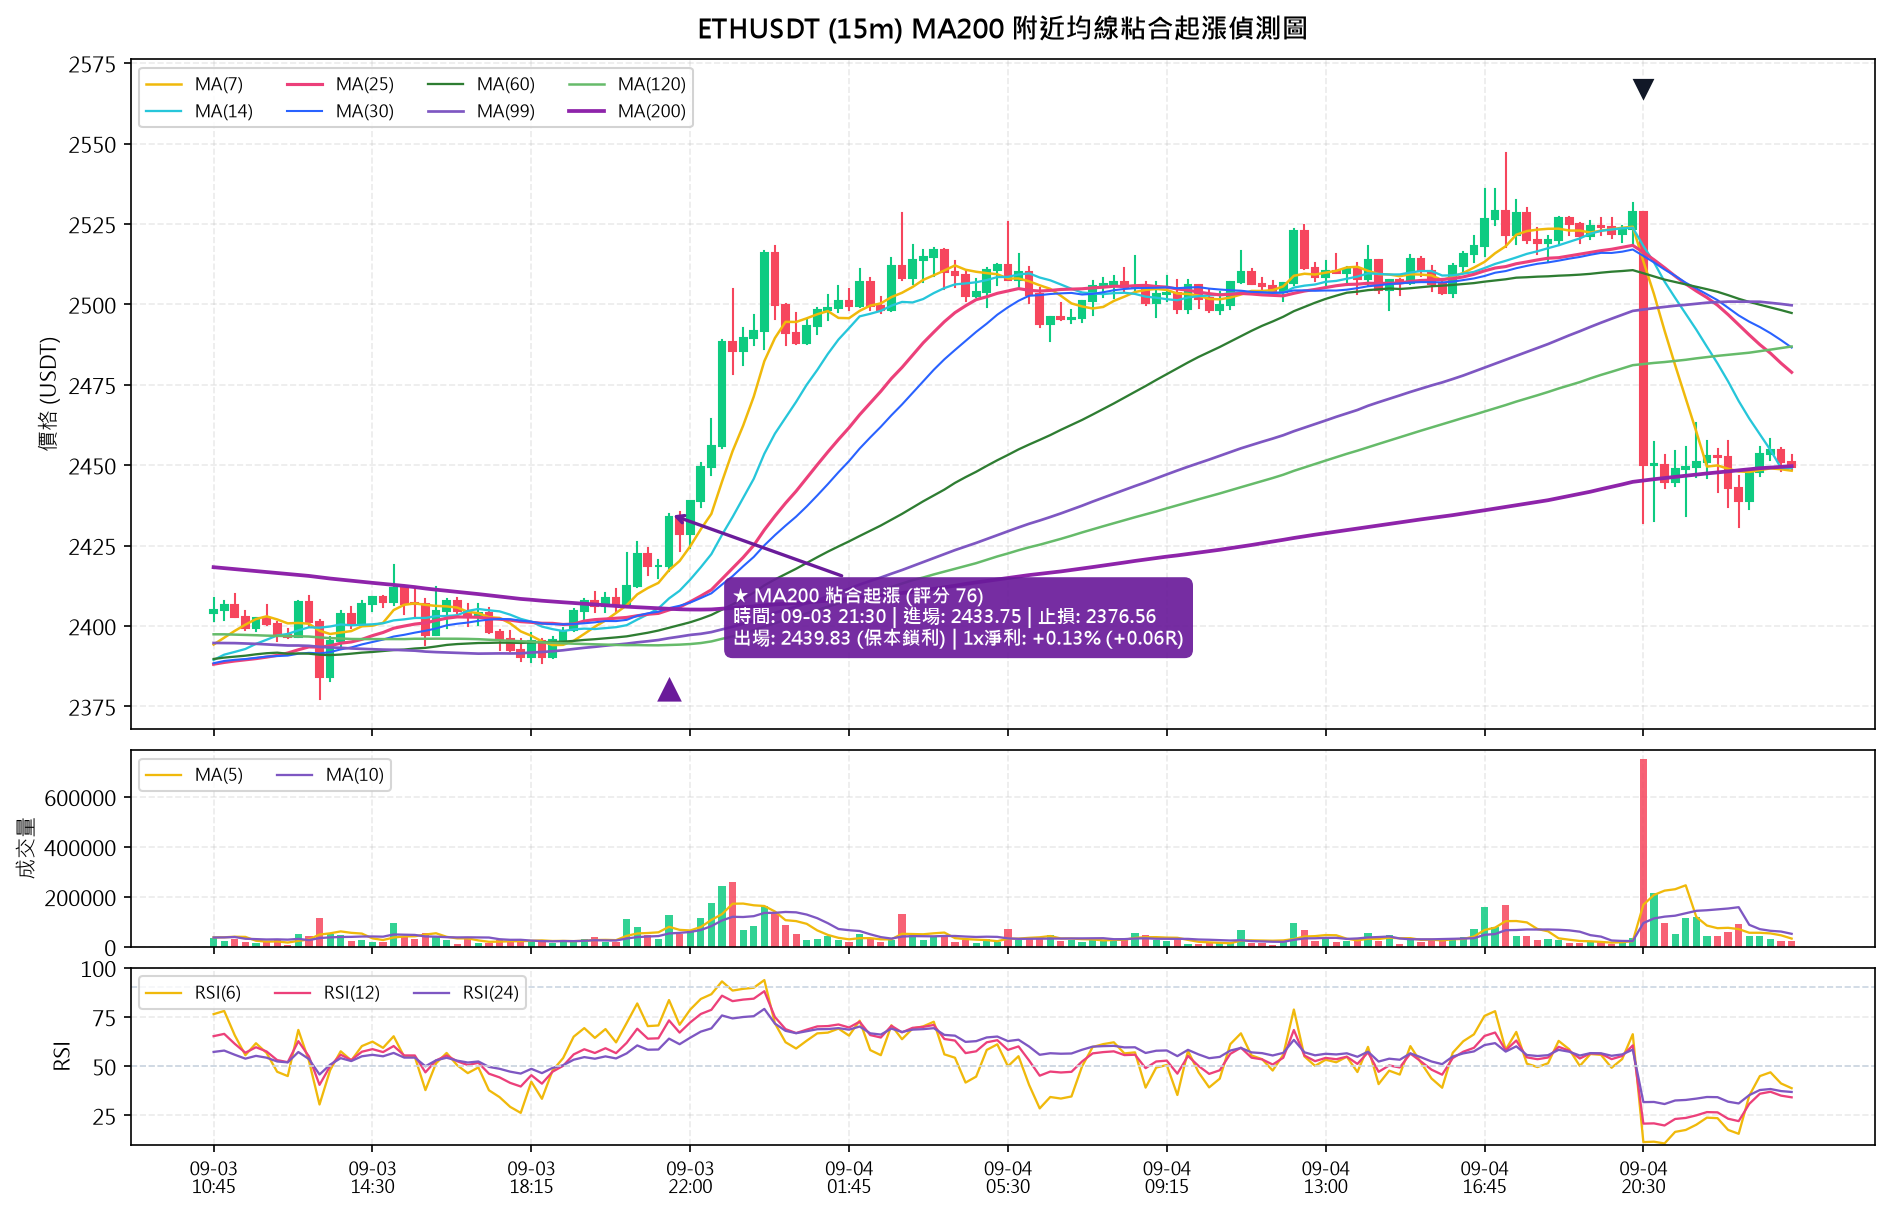 ETHUSDT (15m) MA200 附近均線粘合起漲偵測圖
MA(7)
MA(25)
MA(60)
MA(120)
MA(14)
MA(30)
MA(99)
MA(200)
價格 (USDT)
2575
2550
2525
2500
2475
2450
2425
2400
2375
★ MA200 粘合起漲 (評分 76)
時間: 09-03 21:30 | 進場: 2433.75 | 止損: 2376.56
出場: 2439.83 (保本鎖利) | 1x淨利: +0.13% (+0.06R)
MA(5)
MA(10)
成交量
600000
400000
200000
0
RSI(6)
RSI(12)
RSI(24)
RSI
100
75
50
25
09-03
10:45
09-03
14:30
09-03
18:15
09-03
22:00
09-04
01:45
09-04
05:30
09-04
09:15
09-04
13:00
09-04
16:45
09-04
20:30